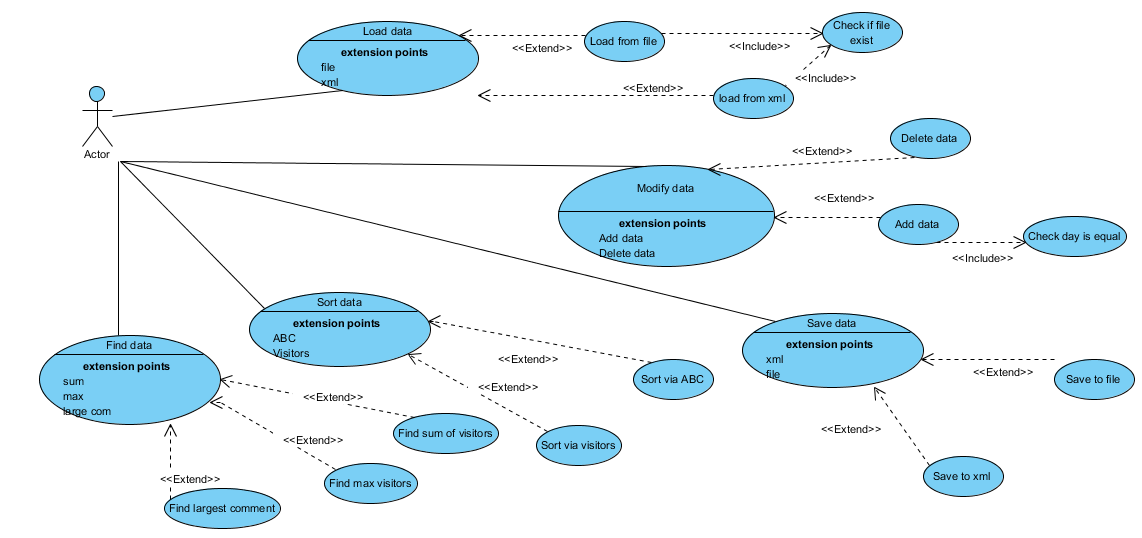 Load data
extension points
file
xml
<<Extend>>
Load from file
<<Include>>
Check if file
exist
<<Include>>
<<Extend>>
load from xml
Actor
Delete data
<<Extend>>
Modify data
extension points
Add data
Delete data
<<Extend>>
Add data
<<Include>>
Check day is equal
Sort data
extension points
ABC
Visitors
<<Extend>>
Sort via ABC
<<Extend>>
Sort via visitors
Save data
extension points
xml
file
<<Extend>>
Save to file
<<Extend>>
Save to xml
Find data
extension points
sum
max
large com
<<Extend>>
Find sum of visitors
<<Extend>>
Find max visitors
<<Extend>>
Find largest comment